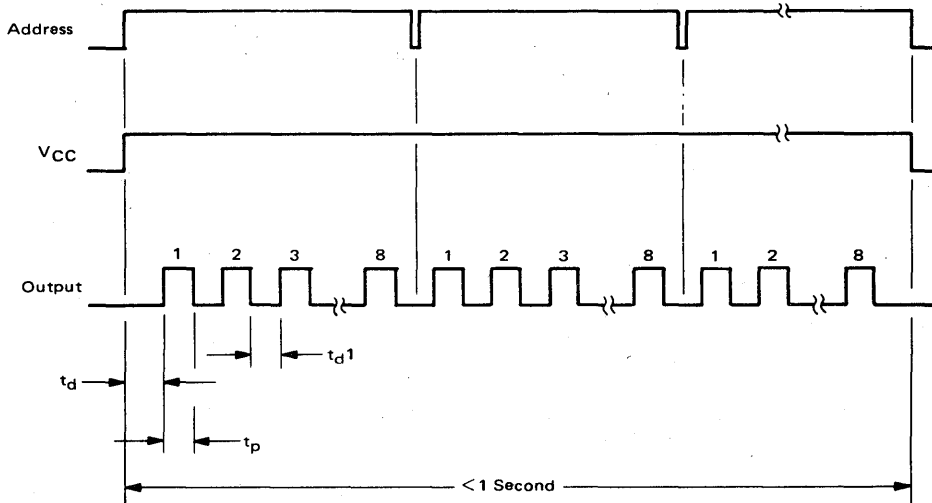 Address
VCC
1 2 3 8 1 2 3 8 1 2 8
Output
td1
td
tp
<1 Second